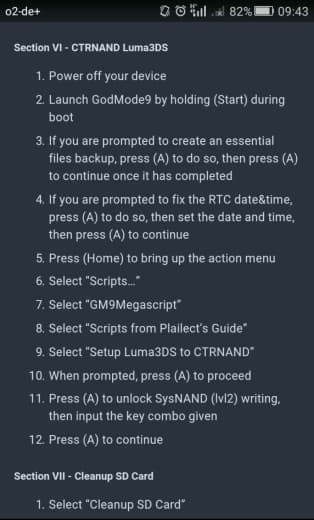 o2-de+ 82% 09:43
Section VI - CTRNAND Luma3DS
1. Power off your device
2. Launch GodMode9 by holding (Start) during
boot
3. If you are prompted to create an essential
files backup, press (A) to do so, then press (A)
to continue once it has completed
4. If you are prompted to fix the RTC date&time,
press (A) to do so, then set the date and time,
then press (A) to continue
5. Press (Home) to bring up the action menu
6. Select “Scripts…”
7. Select “GM9Megascript”
8. Select “Scripts from Plailect’s Guide”
9. Select “Setup Luma3DS to CTRNAND”
10. When prompted, press (A) to proceed
11. Press (A) to unlock SysNAND (lvl2) writing,
then input the key combo given
12. Press (A) to continue
Section VII - Cleanup SD Card
1. Select “Cleanup SD Card”